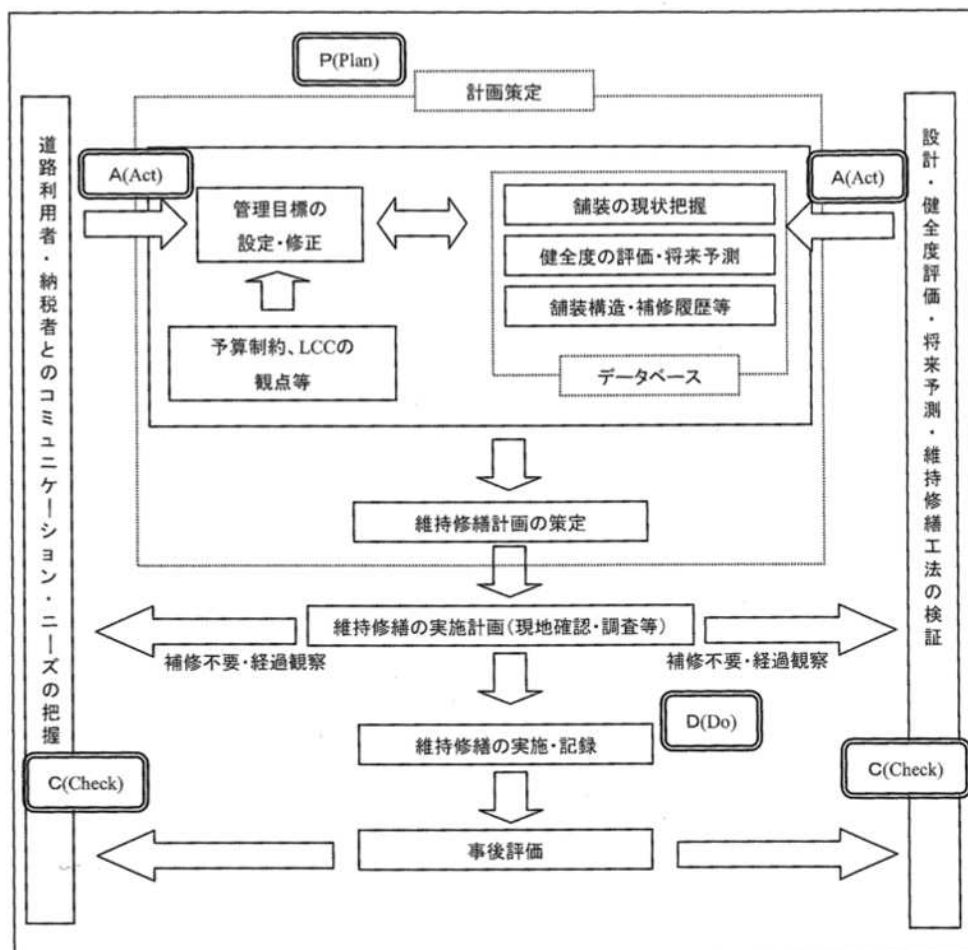 P(Plan)
計画策定
道路利用者・納税者とのコミュニケーション・ニーズの把握
設計・健全度評価・将来予測・維持修繕工法の検証
A(Act)
A(Act)
管理目標の
設定・修正
舗装の現状把握
健全度の評価・将来予測
舗装構造・補修履歴等
予算制約、LCCの
観点等
データベース
維持修繕計画の策定
維持修繕の実施計画(現地確認・調査等)
補修不要・経過観察
補修不要・経過観察
D(Do)
維持修繕の実施・記録
C(Check)
C(Check)
事後評価